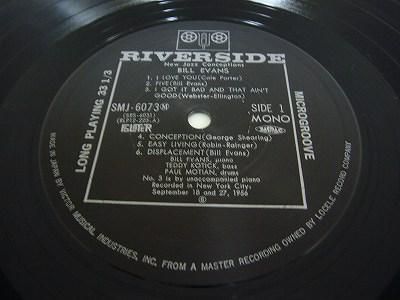 RIVERSIDE
New Jazz Conceptions
BILL EVANS
1. I LOVE YOU(Cole Porter)
2. FIVE(Bill Evans)
3. I GOT IT BAD AND THAT AIN'T
GOOD(Webster-Ellington)
SMJ-6073Ⓜ
SIDE 1
MONO
(RLP12-223.A)
4. CONCEPTION(George Shearing)
5. EASY LIVING(Robin-Rainger)
6. DISPLACEMENT(Bill Evans)
BILL EVANS, piano
TEDDY KOTICK, bass
PAUL MOTIAN, drums
No. 3 is by unaccompanied piano
Recorded in New York City;
September 18 and 27, 1956
LONG PLAYING 33 1/3
MICROGROOVE
MADE IN JAPAN BY VICTOR MUSICAL INDUSTRIES, INC. FROM A MASTER RECORDING OWNED BY RECORD COMPANY